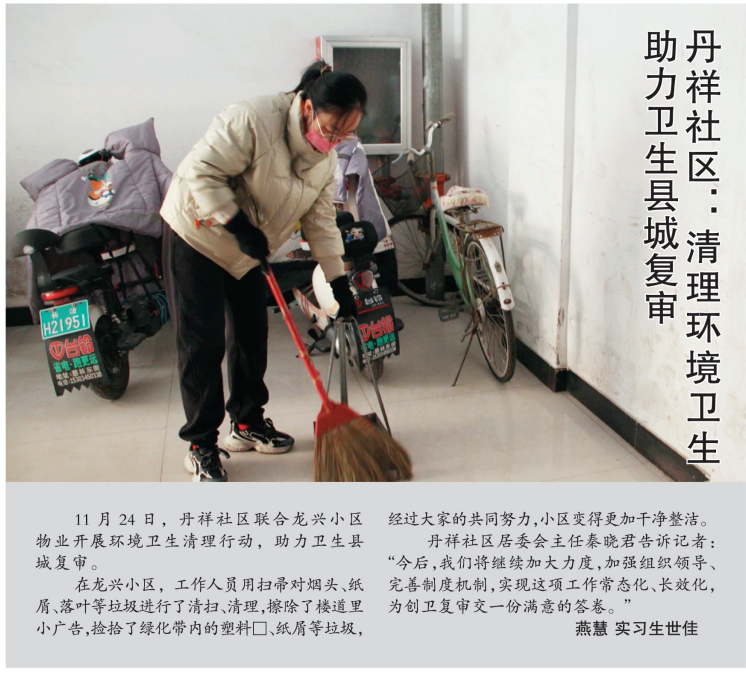 丹祥社区：清理环境卫生
助力卫生县城复审
H21951
省电·跑更远
11 月 24 日，丹祥社区联合龙兴小区
物业开展环境卫生清理行动，助力卫生县
城复审。
在龙兴小区，工作人员用扫帚对烟头、纸
屑、落叶等垃圾进行了清扫、清理，擦除了楼道里
小广告，捡拾了绿化带内的塑料□、纸屑等垃圾，
经过大家的共同努力，小区变得更加干净整洁。
丹祥社区居委会主任秦晓君告诉记者：
“今后，我们将继续加大力度，加强组织领导、
完善制度机制，实现这项工作常态化、长效化，
为创卫复审交一份满意的答卷。”
燕慧 实习生世佳